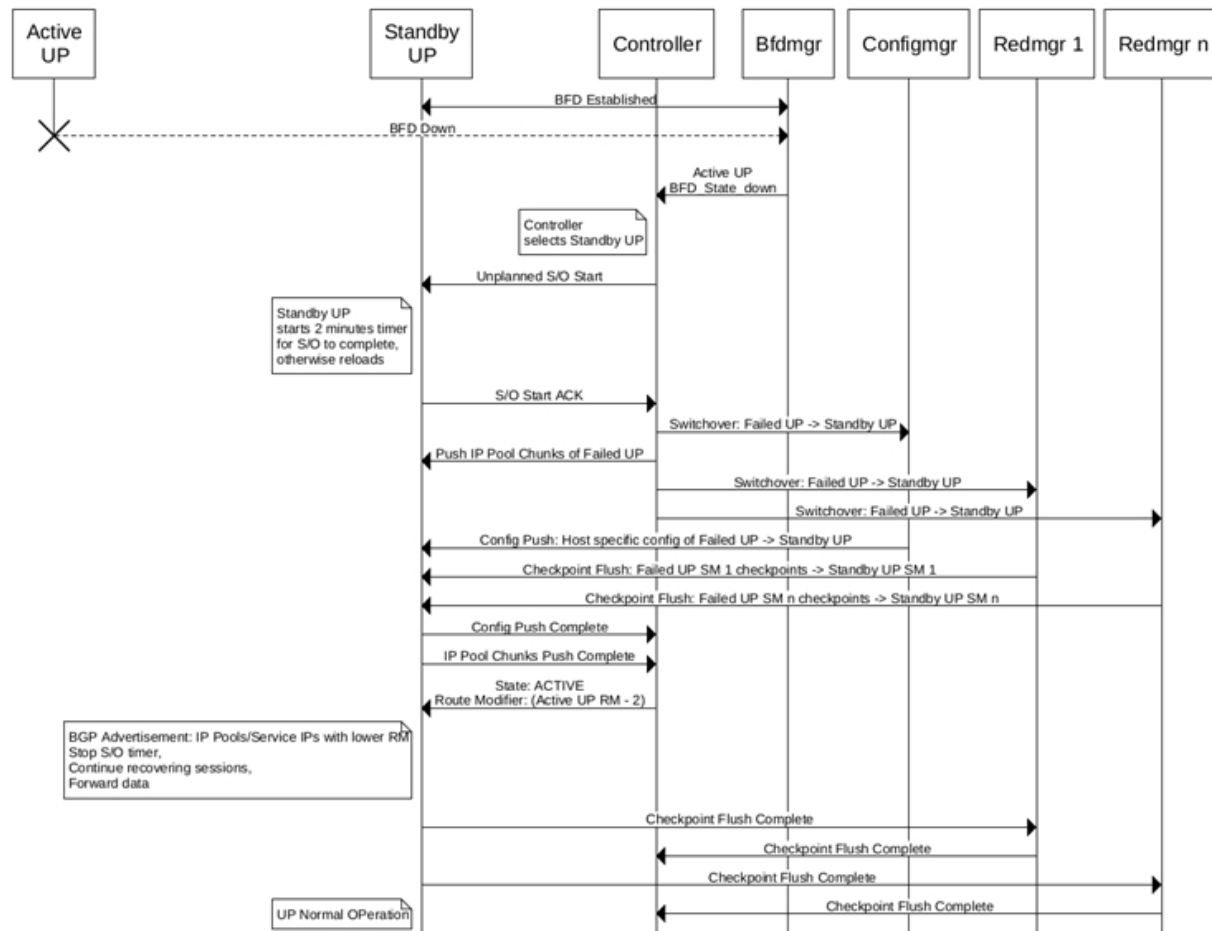 Active
UP
Standby
UP
Controller
Bfdmgr
Configmgr
Redmgr 1
Redmgr n
BFD Established
BFD Down
Active UP
BFD_State_down
Controller
selects Standby UP
Unplanned S/O Start
Standby UP
starts 2 minutes timer
for S/O to complete,
otherwise reloads
S/O Start ACK
Switchover: Failed UP -> Standby UP
Push IP Pool Chunks of Failed UP
Switchover: Failed UP -> Standby UP
Switchover: Failed UP -> Standby UP
Config Push: Host specific config of Failed UP -> Standby UP
Checkpoint Flush: Failed UP SM 1 checkpoints -> Standby UP SM 1
Checkpoint Flush: Failed UP SM n checkpoints -> Standby UP SM n
Config Push Complete
IP Pool Chunks Push Complete
State: ACTIVE
Route Modifier: (Active UP RM - 2)
BGP Advertisement: IP Pools/Service IPs with lower RM
Stop S/O timer,
Continue recovering sessions,
Forward data
Checkpoint Flush Complete
Checkpoint Flush Complete
Checkpoint Flush Complete
Checkpoint Flush Complete
UP Normal OPeration